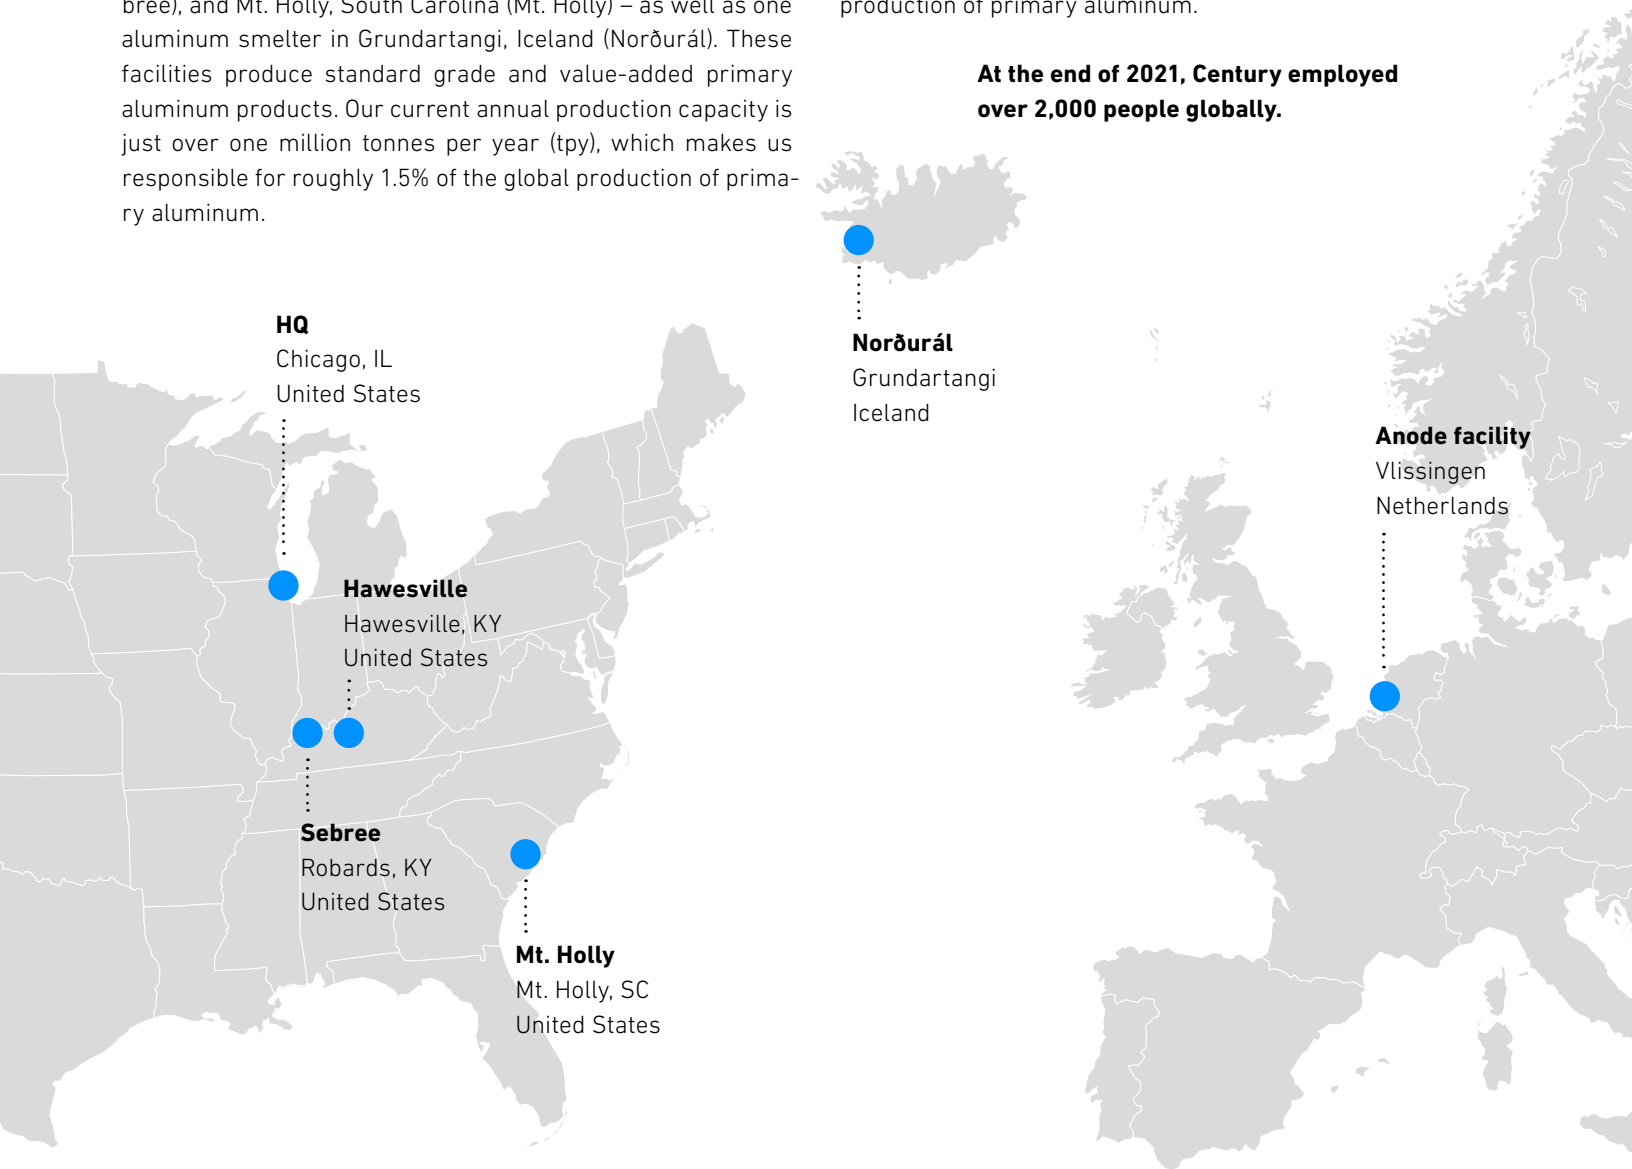 bree), and Mt. Holly, South Carolina (Mt. Holly) – as well as one
aluminum smelter in Grundartangi, Iceland (Norðurál). These
facilities produce standard grade and value-added primary
aluminum products. Our current annual production capacity is
just over one million tonnes per year (tpy), which makes us
responsible for roughly 1.5% of the global production of prima-
ry aluminum.
production of primary aluminum.
At the end of 2021, Century employed
over 2,000 people globally.
HQ
Chicago, IL
United States
Norðurál
Grundartangi
Iceland
Anode facility
Vlissingen
Netherlands
Hawesville
Hawesville, KY
United States
Sebree
Robards, KY
United States
Mt. Holly
Mt. Holly, SC
United States